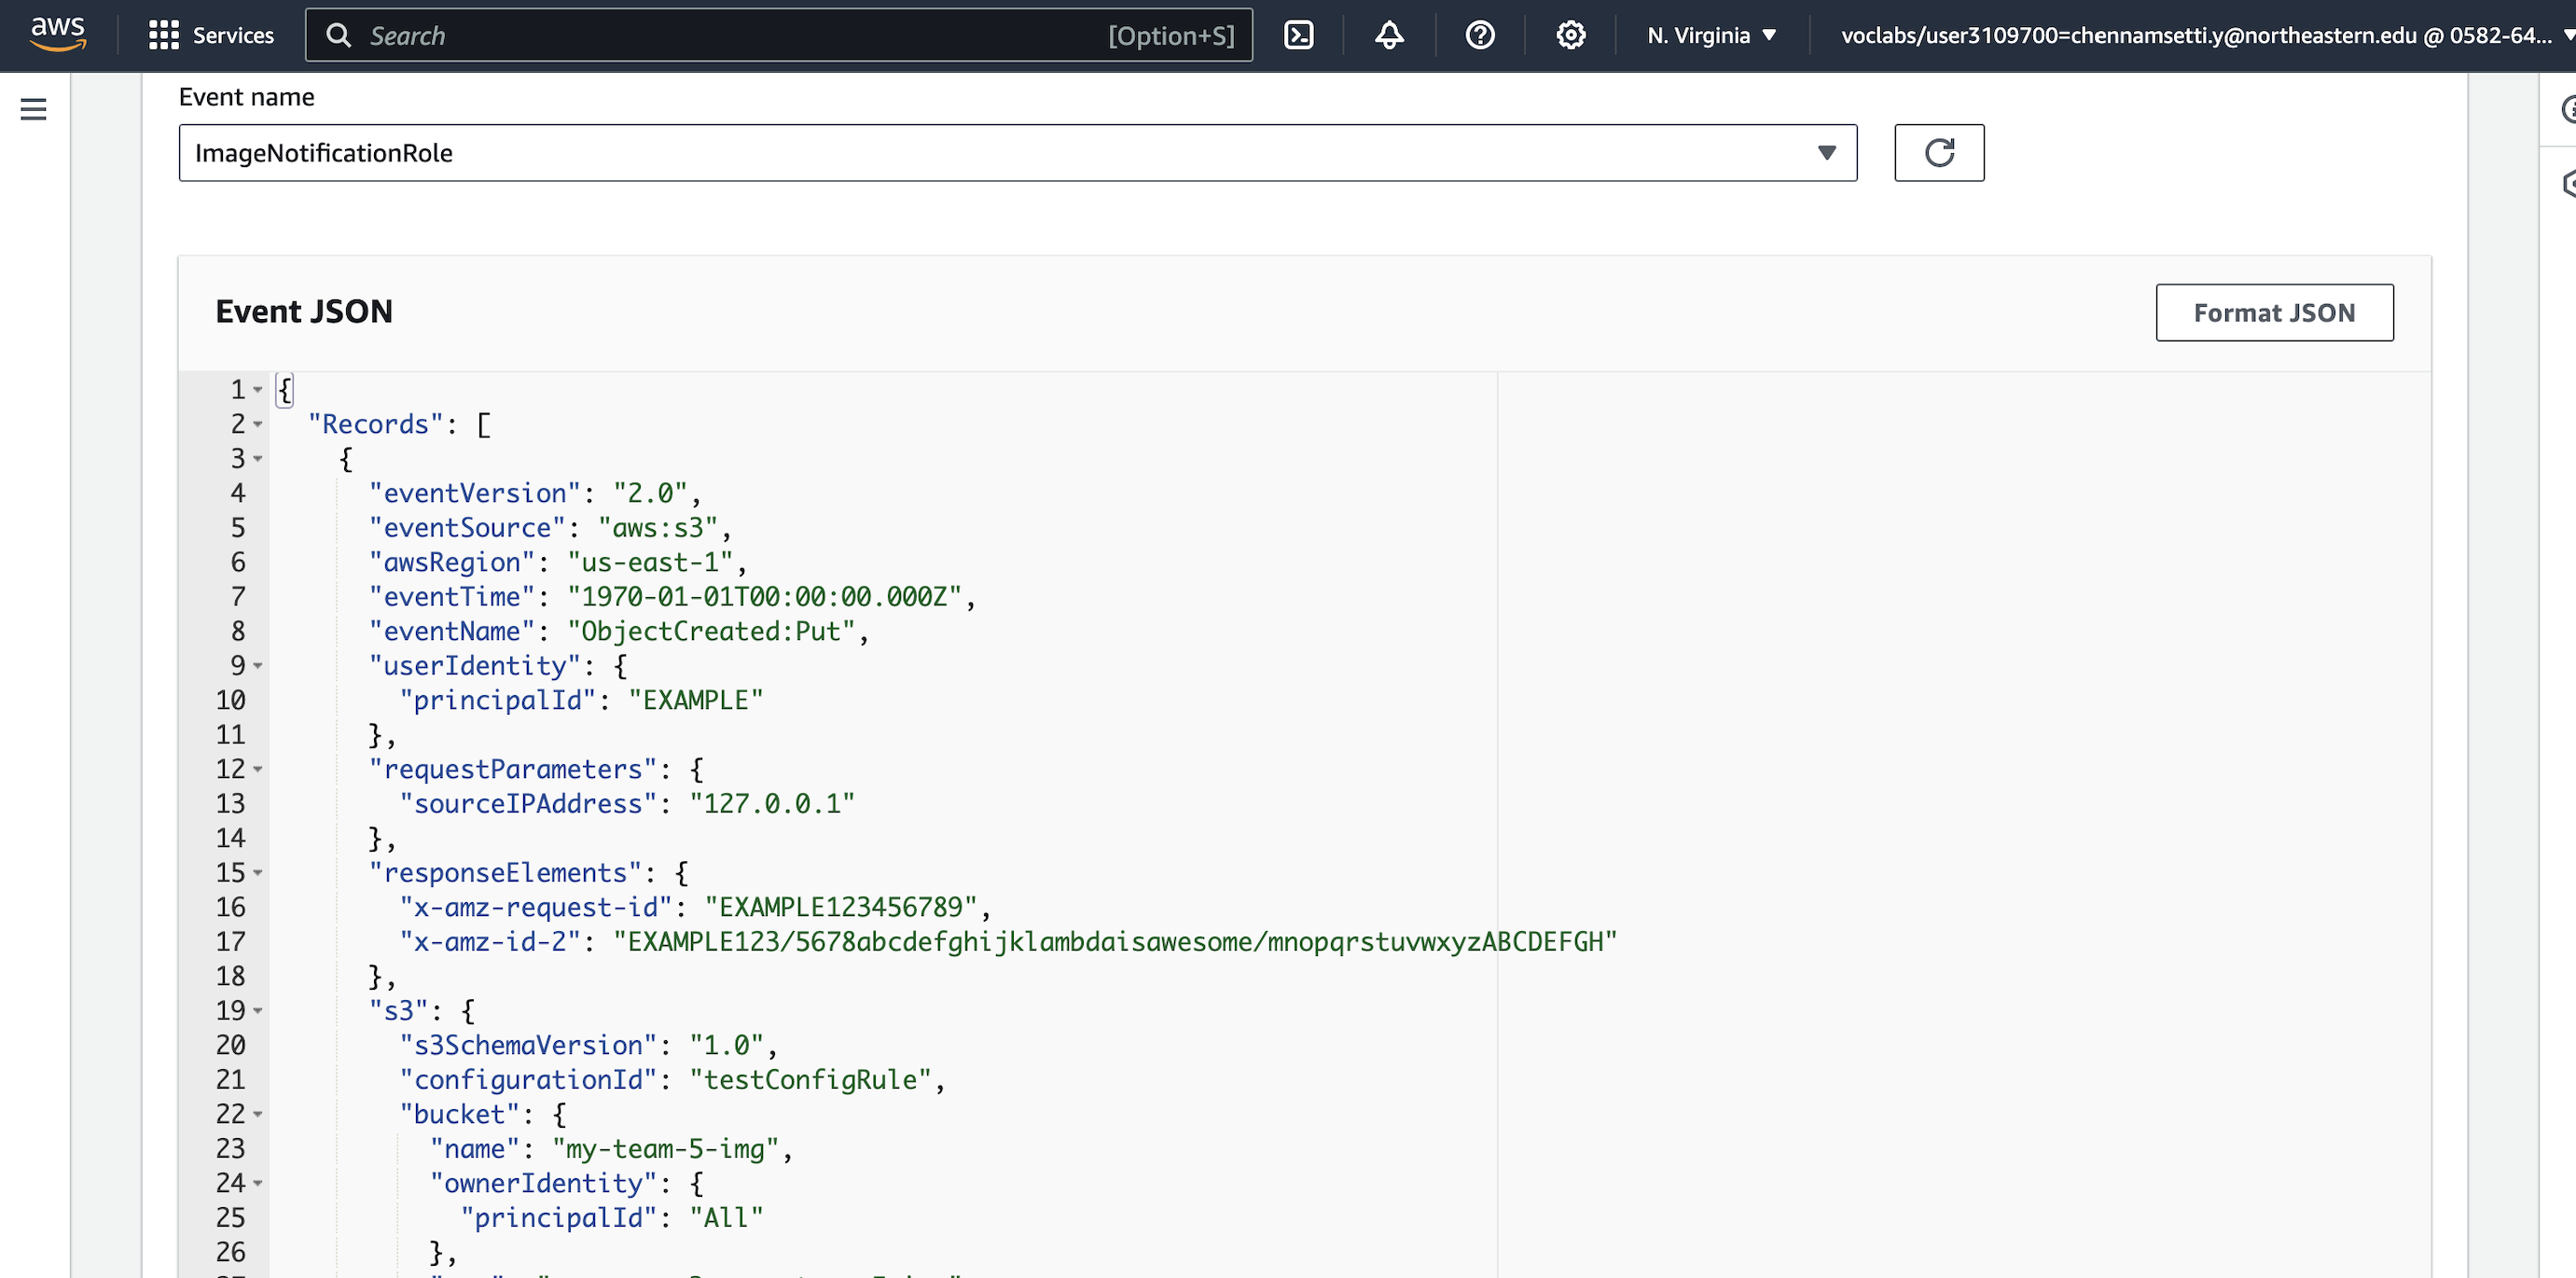 aws
Services
Search [Option+S]
N. Virginia
voclabs/user3109700=chennamsetti.y@northeastern.edu @ 0582-64...
Event name
ImageNotificationRole
Event JSON
Format JSON
1 {
2 "Records": [
3 {
4 "eventVersion": "2.0",
5 "eventSource": "aws:s3",
6 "awsRegion": "us-east-1",
7 "eventTime": "1970-01-01T00:00:00.000Z",
8 "eventName": "ObjectCreated:Put",
9 "userIdentity": {
10 "principalId": "EXAMPLE"
11 },
12 "requestParameters": {
13 "sourceIPAddress": "127.0.0.1"
14 },
15 "responseElements": {
16 "x-amz-request-id": "EXAMPLE123456789",
17 "x-amz-id-2": "EXAMPLE123/5678abcdefghijklambdaisawesome/mnopqrstuvwxyzABCDEFGH"
18 },
19 "s3": {
20 "s3SchemaVersion": "1.0",
21 "configurationId": "testConfigRule",
22 "bucket": {
23 "name": "my-team-5-img",
24 "ownerIdentity": {
25 "principalId": "All"
26 },